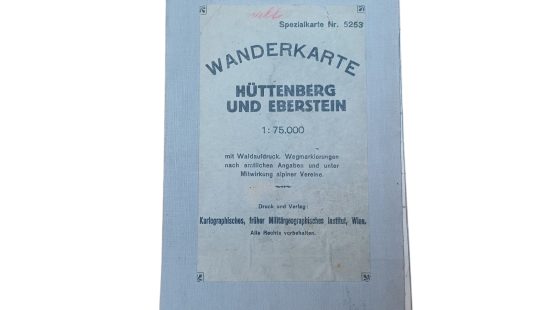 Spezialkarte Nr. 5253
WANDERKARTE
HÜTTENBERG
UND EBERSTEIN
1:75.000
mit Waldaufdruck. Wegmarkierungen
nach amtlichen Angaben und unter
Mitwirkung alpiner Vereine.
Druck und Verlag:
Kartographisches, früher Militärgeographisches Institut, Wien.
Alle Rechte vorbehalten.